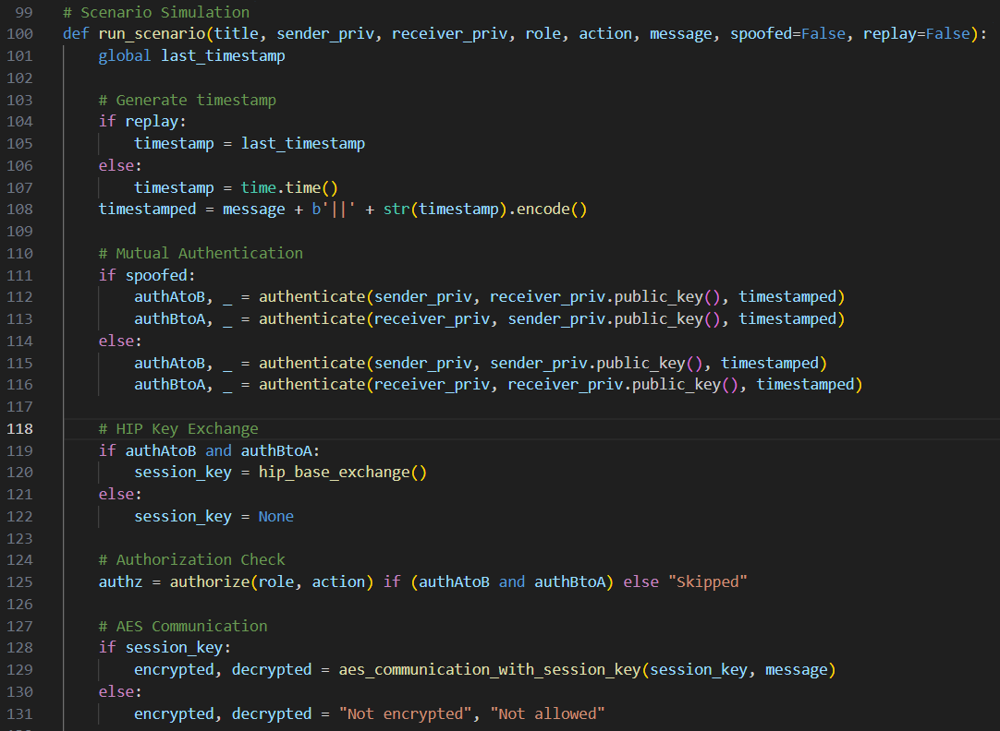 99 # Scenario Simulation
100 def run_scenario(title, sender_priv, receiver_priv, role, action, message, spoofed=False, replay=False):
101     global last_timestamp
102
103     # Generate timestamp
104     if replay:
105         timestamp = last_timestamp
106     else:
107         timestamp = time.time()
108     timestamped = message + b'||' + str(timestamp).encode()
109
110     # Mutual Authentication
111     if spoofed:
112         authAtoB, _ = authenticate(sender_priv, receiver_priv.public_key(), timestamped)
113         authBtoA, _ = authenticate(receiver_priv, sender_priv.public_key(), timestamped)
114     else:
115         authAtoB, _ = authenticate(sender_priv, sender_priv.public_key(), timestamped)
116         authBtoA, _ = authenticate(receiver_priv, receiver_priv.public_key(), timestamped)
117
118     # HIP Key Exchange
119     if authAtoB and authBtoA:
120         session_key = hip_base_exchange()
121     else:
122         session_key = None
123
124     # Authorization Check
125     authz = authorize(role, action) if (authAtoB and authBtoA) else "Skipped"
126
127     # AES Communication
128     if session_key:
129         encrypted, decrypted = aes_communication_with_session_key(session_key, message)
130     else:
131         encrypted, decrypted = "Not encrypted", "Not allowed"